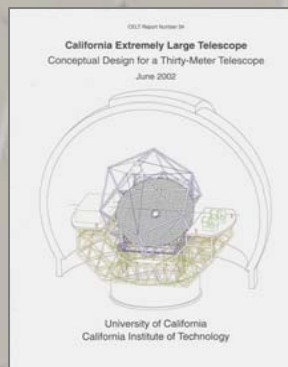 CELT Report Number 34
California Extremely Large Telescope
Conceptual Design for a Thirty-Meter Telescope
June 2002
University of California
California Institute of Technology